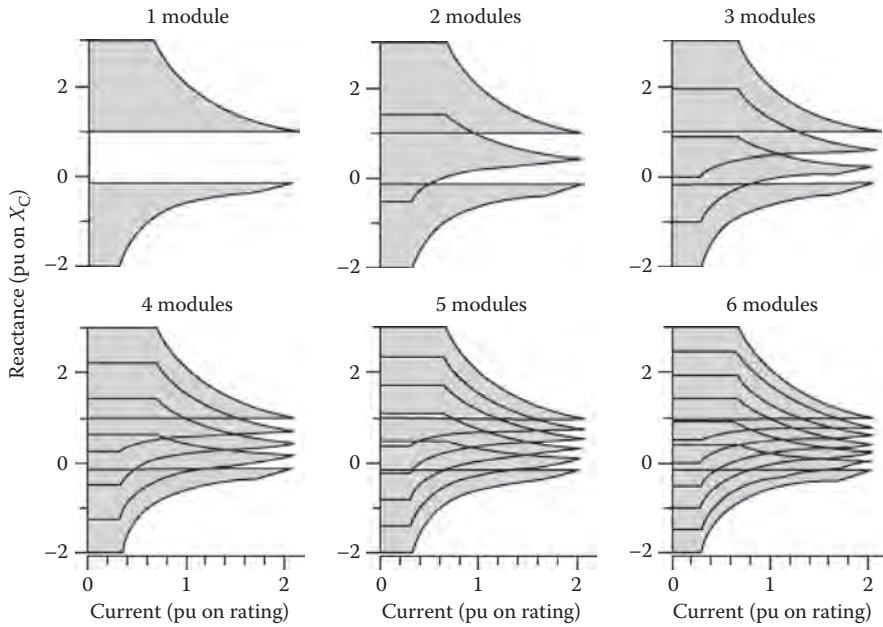 1 module
2 modules
3 modules
2
0
−2
2
0
−2
2
0
−2
Reactance (pu on X_C)
4 modules
5 modules
6 modules
2
0
−2
2
0
−2
2
0
−2
0 1 2
0 1 2
0 1 2
Current (pu on rating)
Current (pu on rating)
Current (pu on rating)